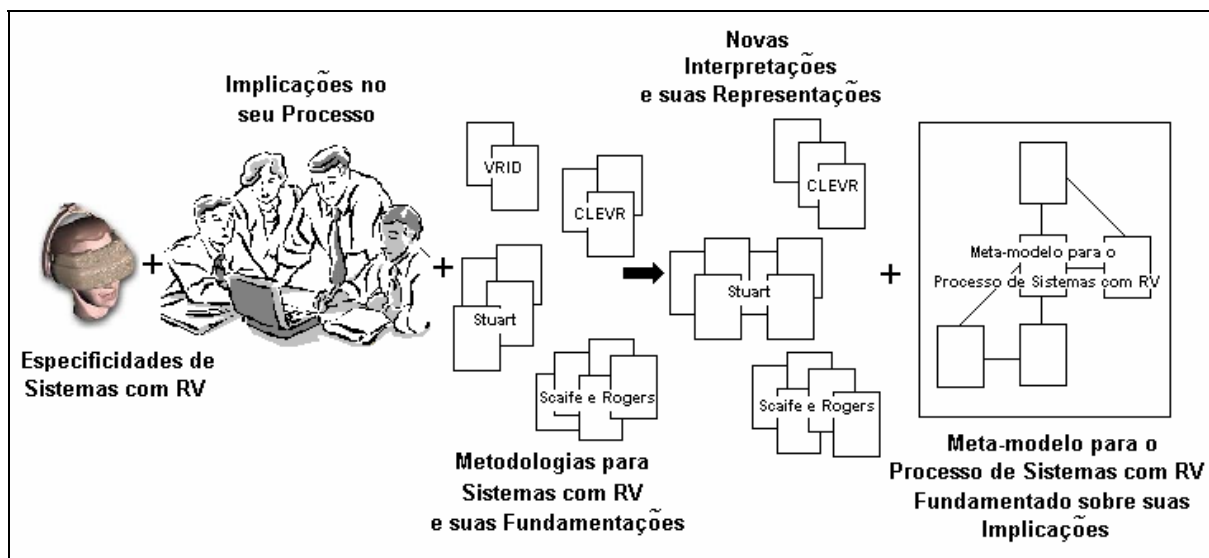 Especificidades de
Sistemas com RV
+
Implicações no
seu Processo
+
VRID
CLEVR
Stuart
Scaife e Rogers
Metodologias para
Sistemas com RV
e suas Fundamentações
Novas
Interpretações
e suas Representações
CLEVR
Stuart
Scaife e Rogers
+
Meta-modelo para o
Processo de Sistemas com RV
Meta-modelo para o
Processo de Sistemas com RV
Fundamentado sobre suas
Implicações